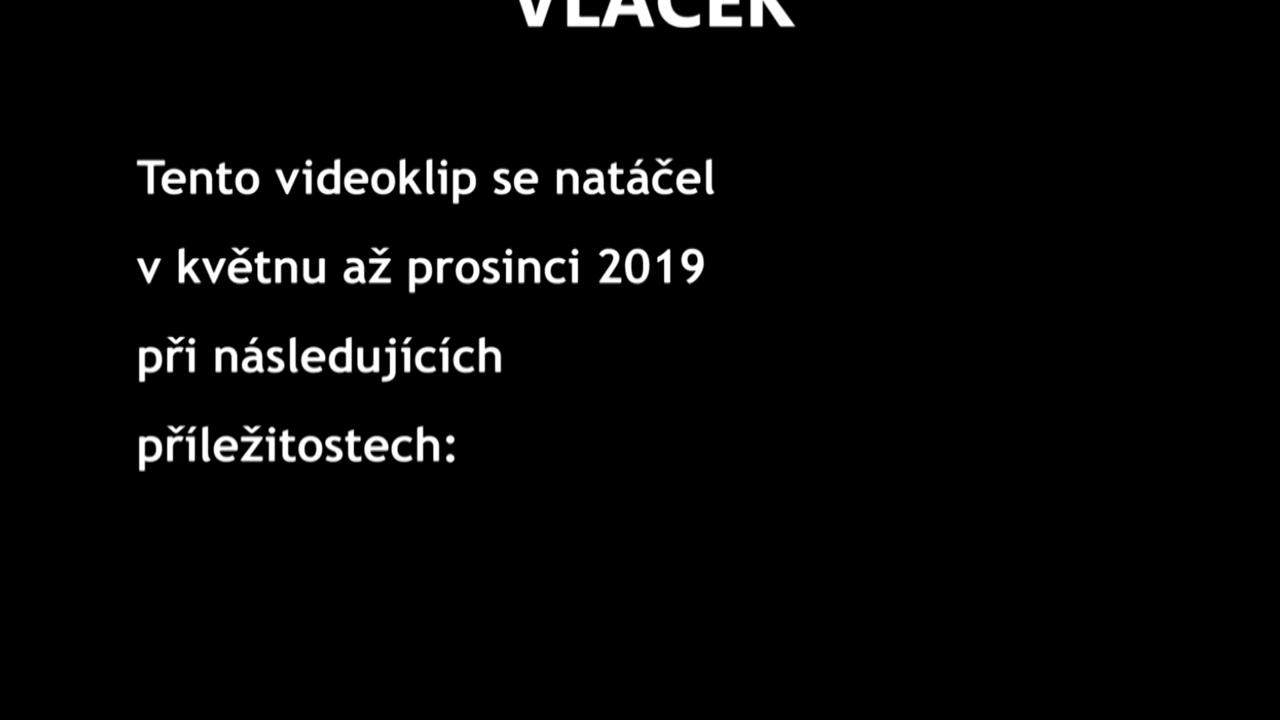 VLÁČEK
Tento videoklip se natáčel
v květnu až prosinci 2019
při následujících
příležitostech: